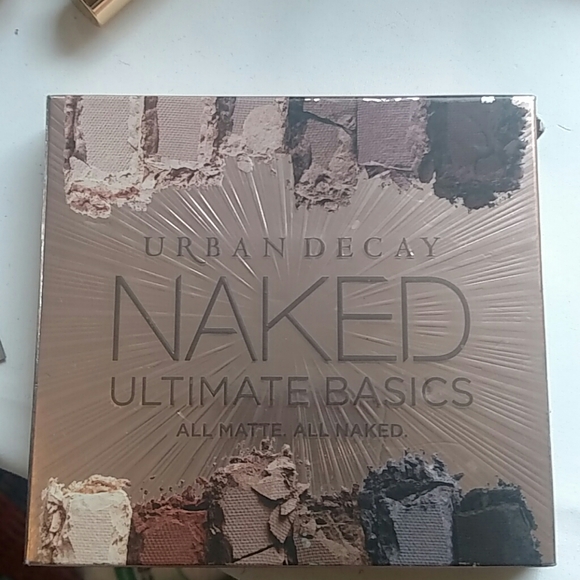 URBAN DECAY
NAKED
ULTIMATE BASICS
ALL MATTE. ALL NAKED.